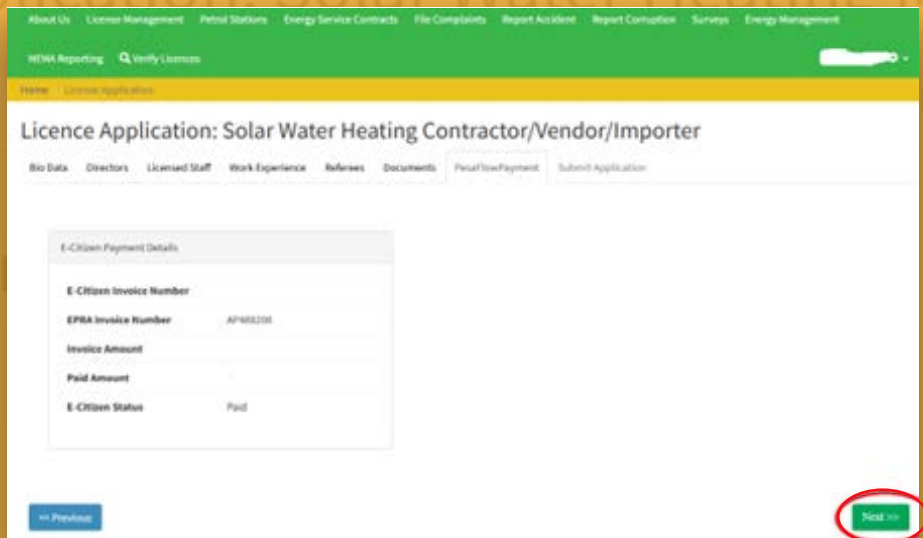 About Us License Management Petrol Stations Energy Service Contracts File Complaints Report Accident Report Corruption Surveys Energy Management
Reporting Verify Licences
Home License Application
Licence Application: Solar Water Heating Contractor/Vendor/Importer
Bio Data Directors Licensed Staff Work Experience Referees Documents PesaFlowPayment Submit Application
E-Citizen Payment Details
E-Citizen Invoice Number
EPRA Invoice Number
Invoice Amount
Paid Amount
E-Citizen Status Paid
<< Previous
Next >>